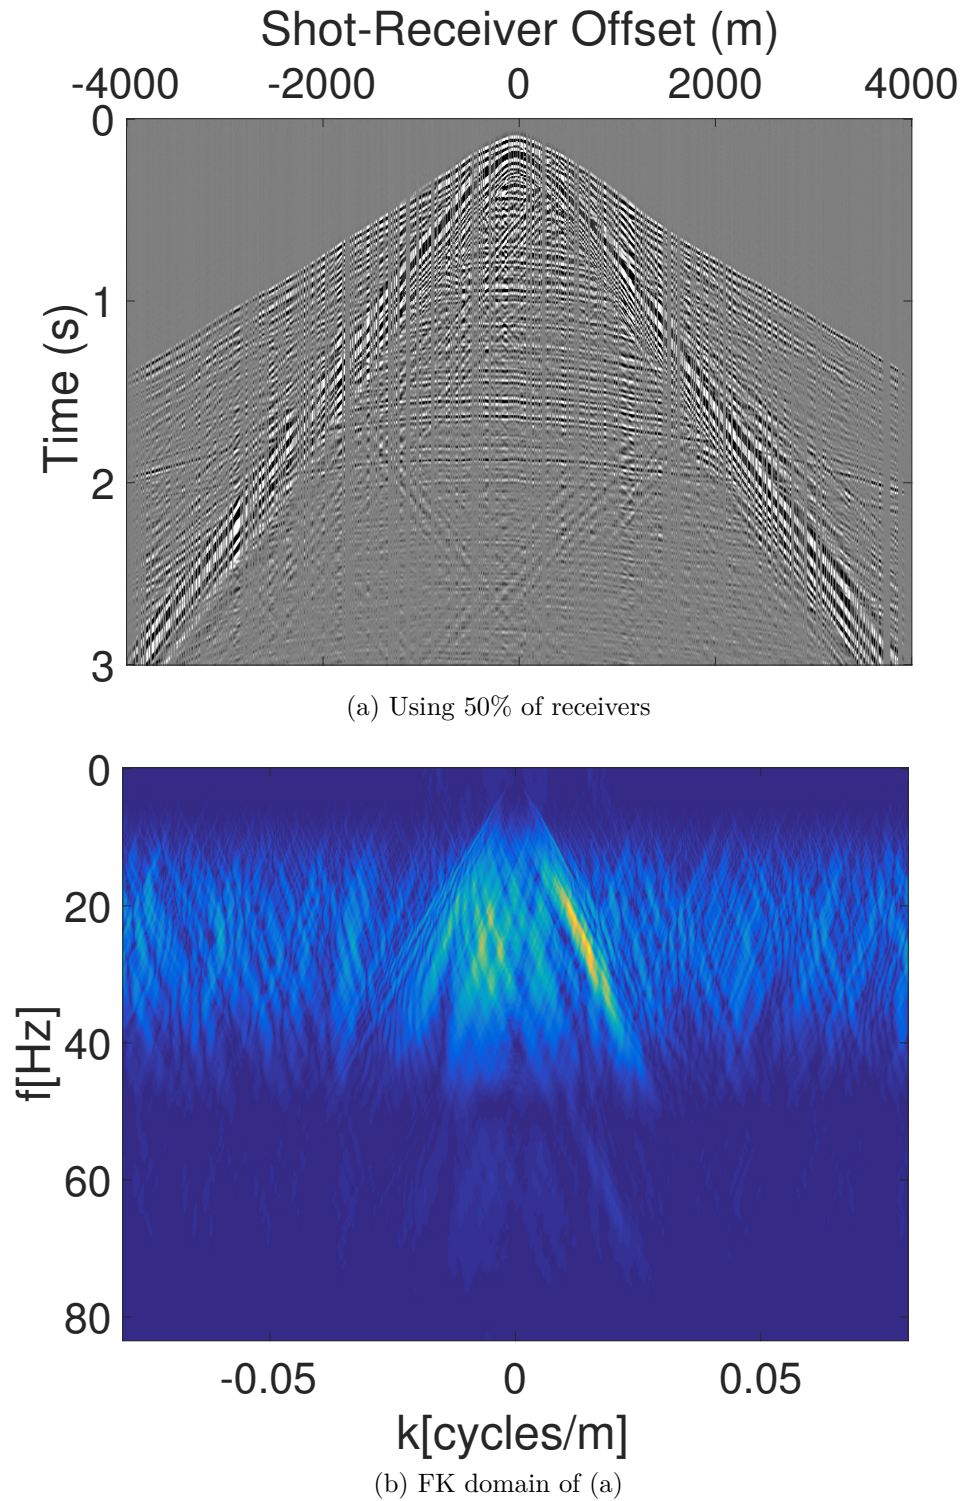 Shot-Receiver Offset (m)
-4000 -2000 0 2000 4000
0
1
2
3
Time (s)
(a) Using 50% of receivers
0
20
40
60
80
f[Hz]
-0.05 0 0.05
k[cycles/m]
(b) FK domain of (a)